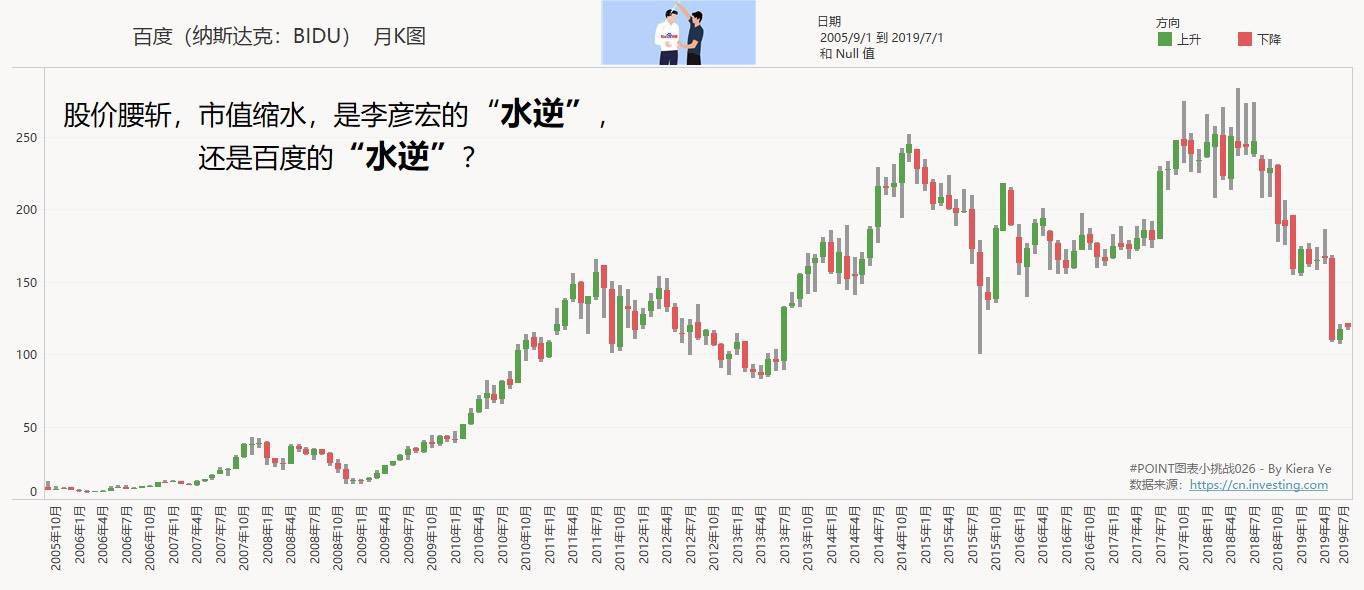 百度（纳斯达克：BIDU） 月K图
日期
2005/9/1 到 2019/7/1
和 Null 值
方向
上升
下降
股价腰斩，市值缩水，是李彦宏的“水逆”，
还是百度的“水逆”？
250
200
150
100
50
0
#POINT图表小挑战026 - By Kiera Ye
数据来源：https://cn.investing.com
2005年10月
2006年1月
2006年4月
2006年7月
2006年10月
2007年1月
2007年4月
2007年7月
2007年10月
2008年1月
2008年4月
2008年7月
2008年10月
2009年1月
2009年4月
2009年7月
2009年10月
2010年1月
2010年4月
2010年7月
2010年10月
2011年1月
2011年4月
2011年7月
2011年10月
2012年1月
2012年4月
2012年7月
2012年10月
2013年1月
2013年4月
2013年7月
2013年10月
2014年1月
2014年4月
2014年7月
2014年10月
2015年1月
2015年4月
2015年7月
2015年10月
2016年1月
2016年4月
2016年7月
2016年10月
2017年1月
2017年4月
2017年7月
2017年10月
2018年1月
2018年4月
2018年7月
2018年10月
2019年1月
2019年4月
2019年7月